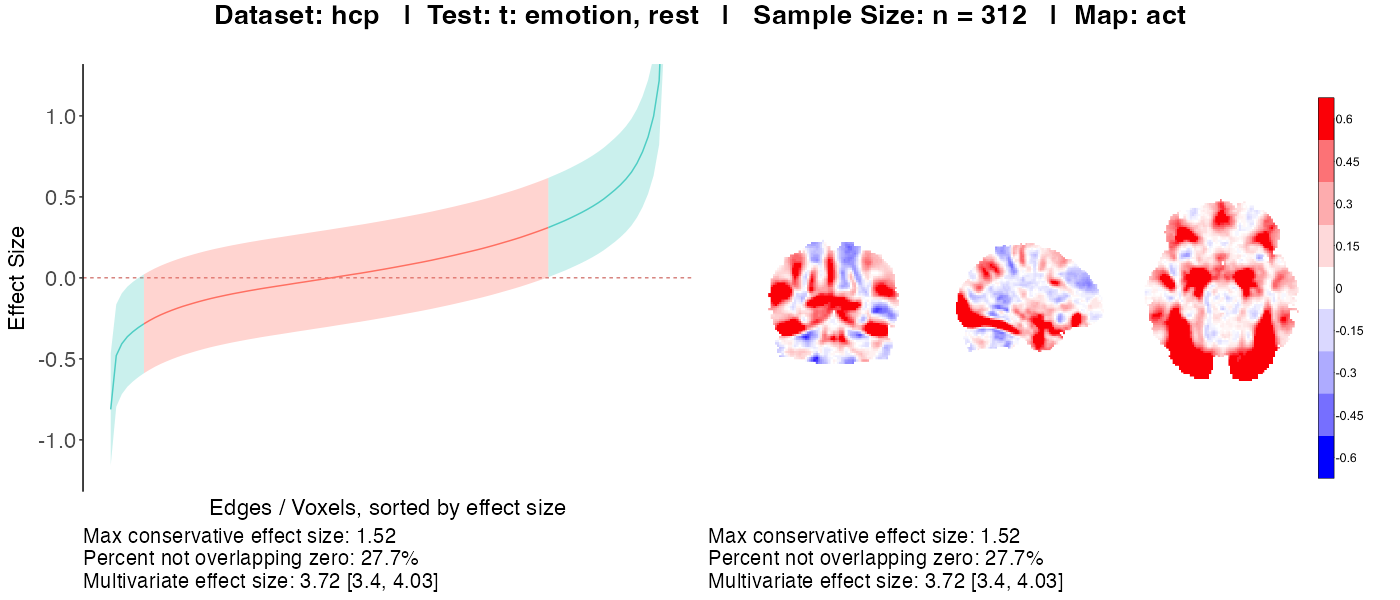 Dataset: hcp   |  Test: t: emotion, rest   |   Sample Size: n = 312   |  Map: act
Effect Size
1.0
0.5
0.0
-0.5
-1.0
Edges / Voxels, sorted by effect size
Max conservative effect size: 1.52
Percent not overlapping zero: 27.7%
Multivariate effect size: 3.72 [3.4, 4.03]
0.6
0.45
0.3
0.15
0
-0.15
-0.3
-0.45
-0.6
Max conservative effect size: 1.52
Percent not overlapping zero: 27.7%
Multivariate effect size: 3.72 [3.4, 4.03]